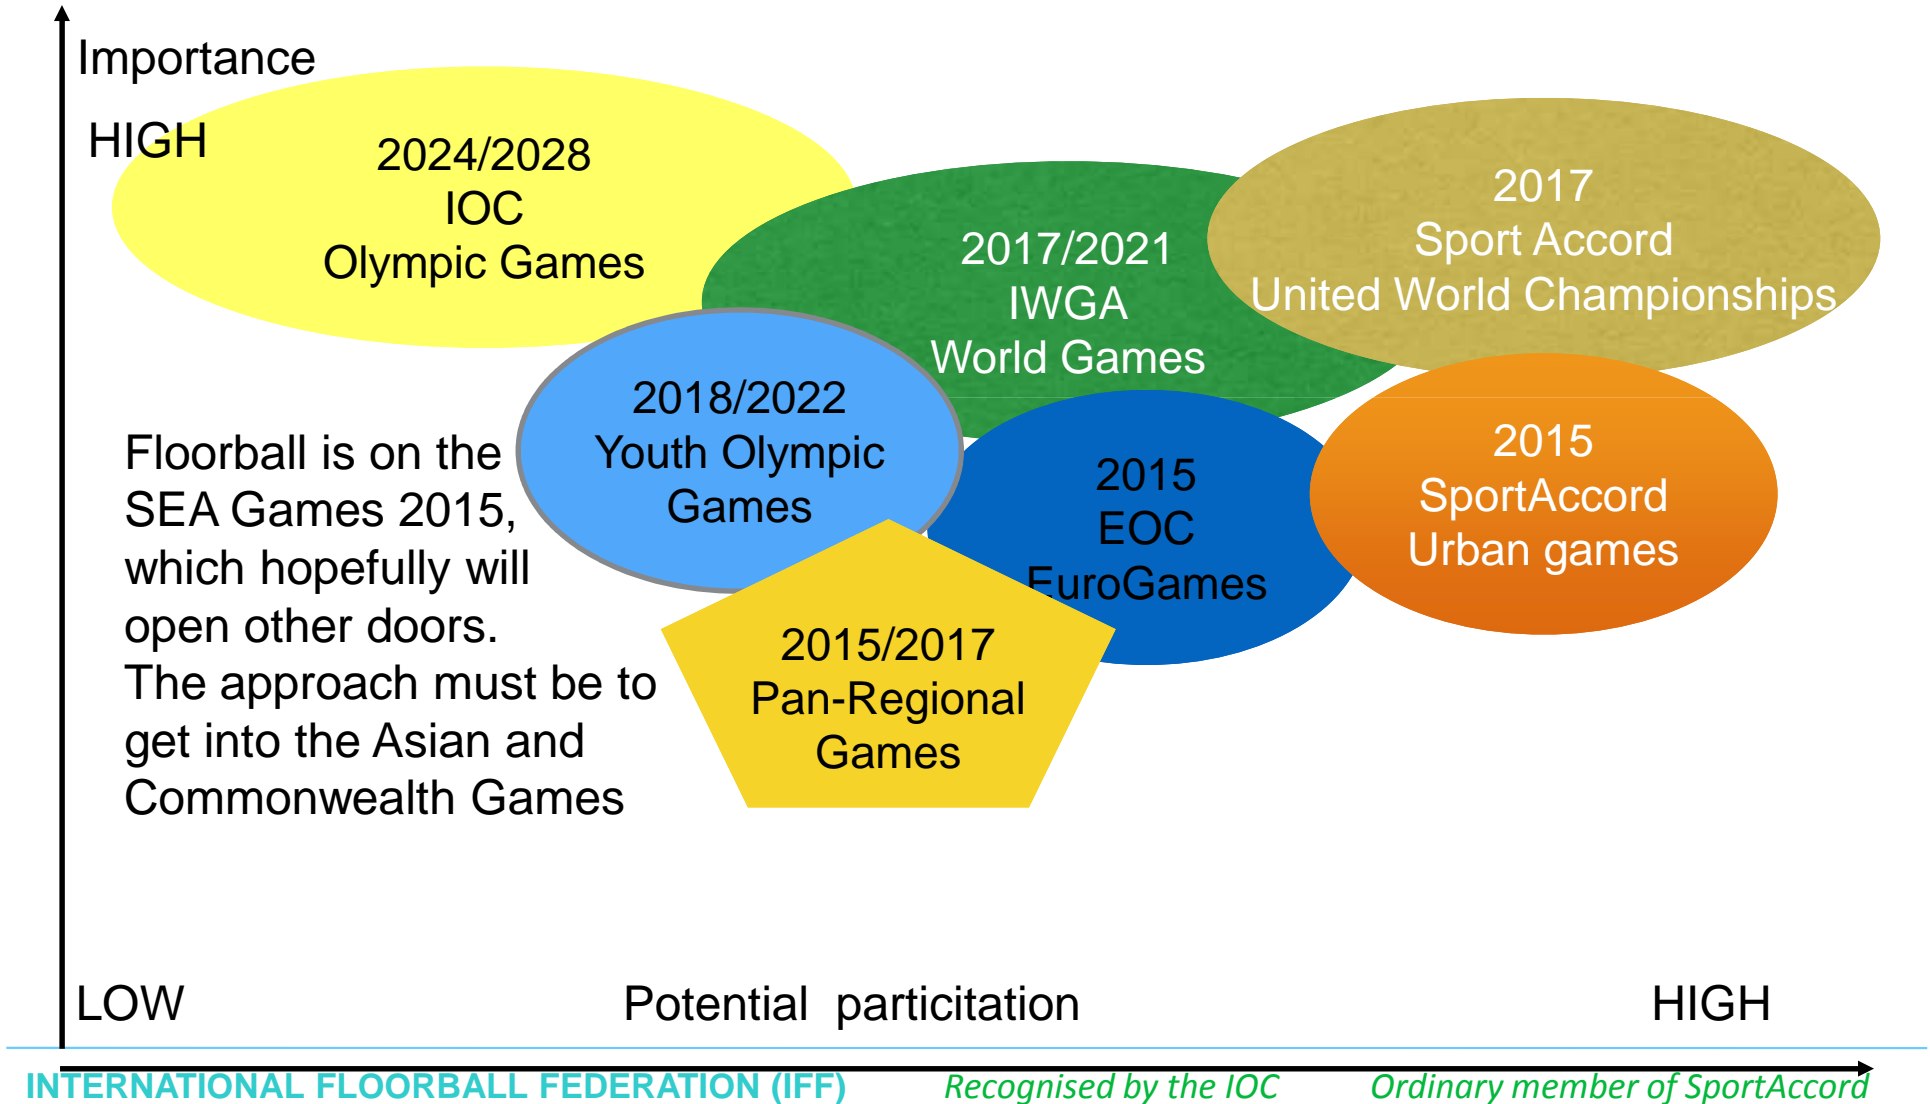 Importance
HIGH
2024/2028
IOC
Olympic Games
2017/2021
IWGA
World Games
2017
Sport Accord
United World Championships
2018/2022
Youth Olympic
Games
2015
EOC
EuroGames
2015
SportAccord
Urban games
Floorball is on the
SEA Games 2015,
which hopefully will
open other doors.
The approach must be to
get into the Asian and
Commonwealth Games
2015/2017
Pan-Regional
Games
LOW
Potential particitation
HIGH
INTERNATIONAL FLOORBALL FEDERATION (IFF)
Recognised by the IOC
Ordinary member of SportAccord